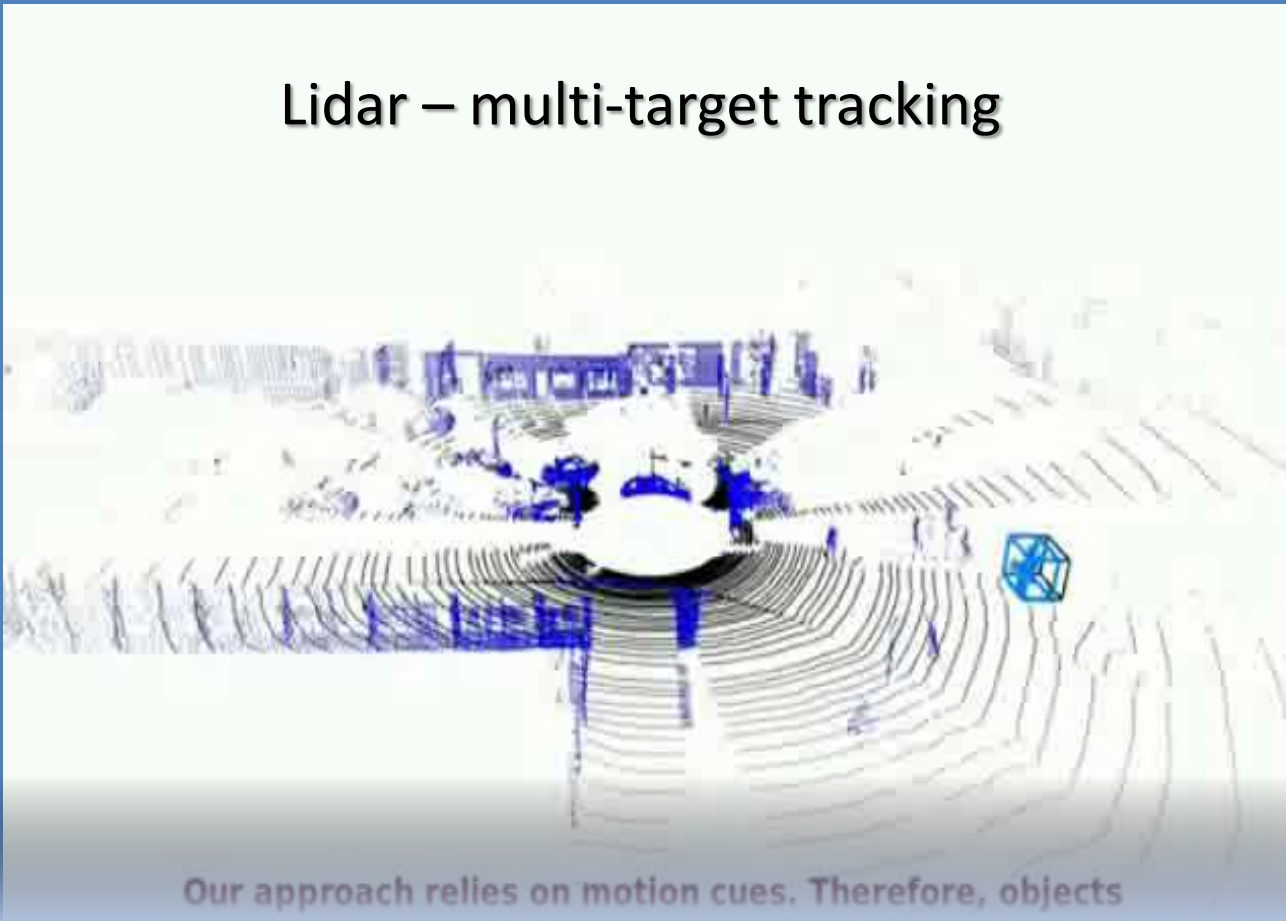 Lidar – multi-target tracking
Our approach relies on motion cues. Therefore, objects